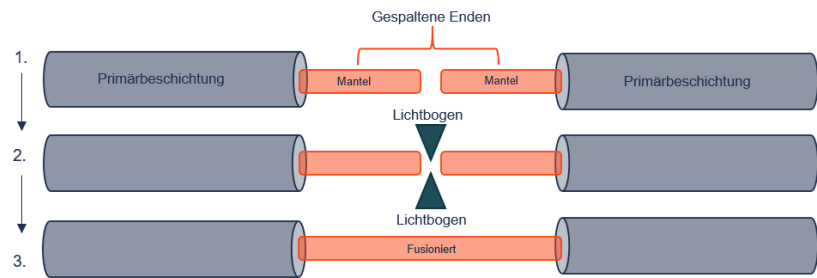 Gespaltene Enden
1.
Primärbeschichtung
Mantel
Mantel
Primärbeschichtung
Lichtbogen
2.
Lichtbogen
Fusioniert
3.